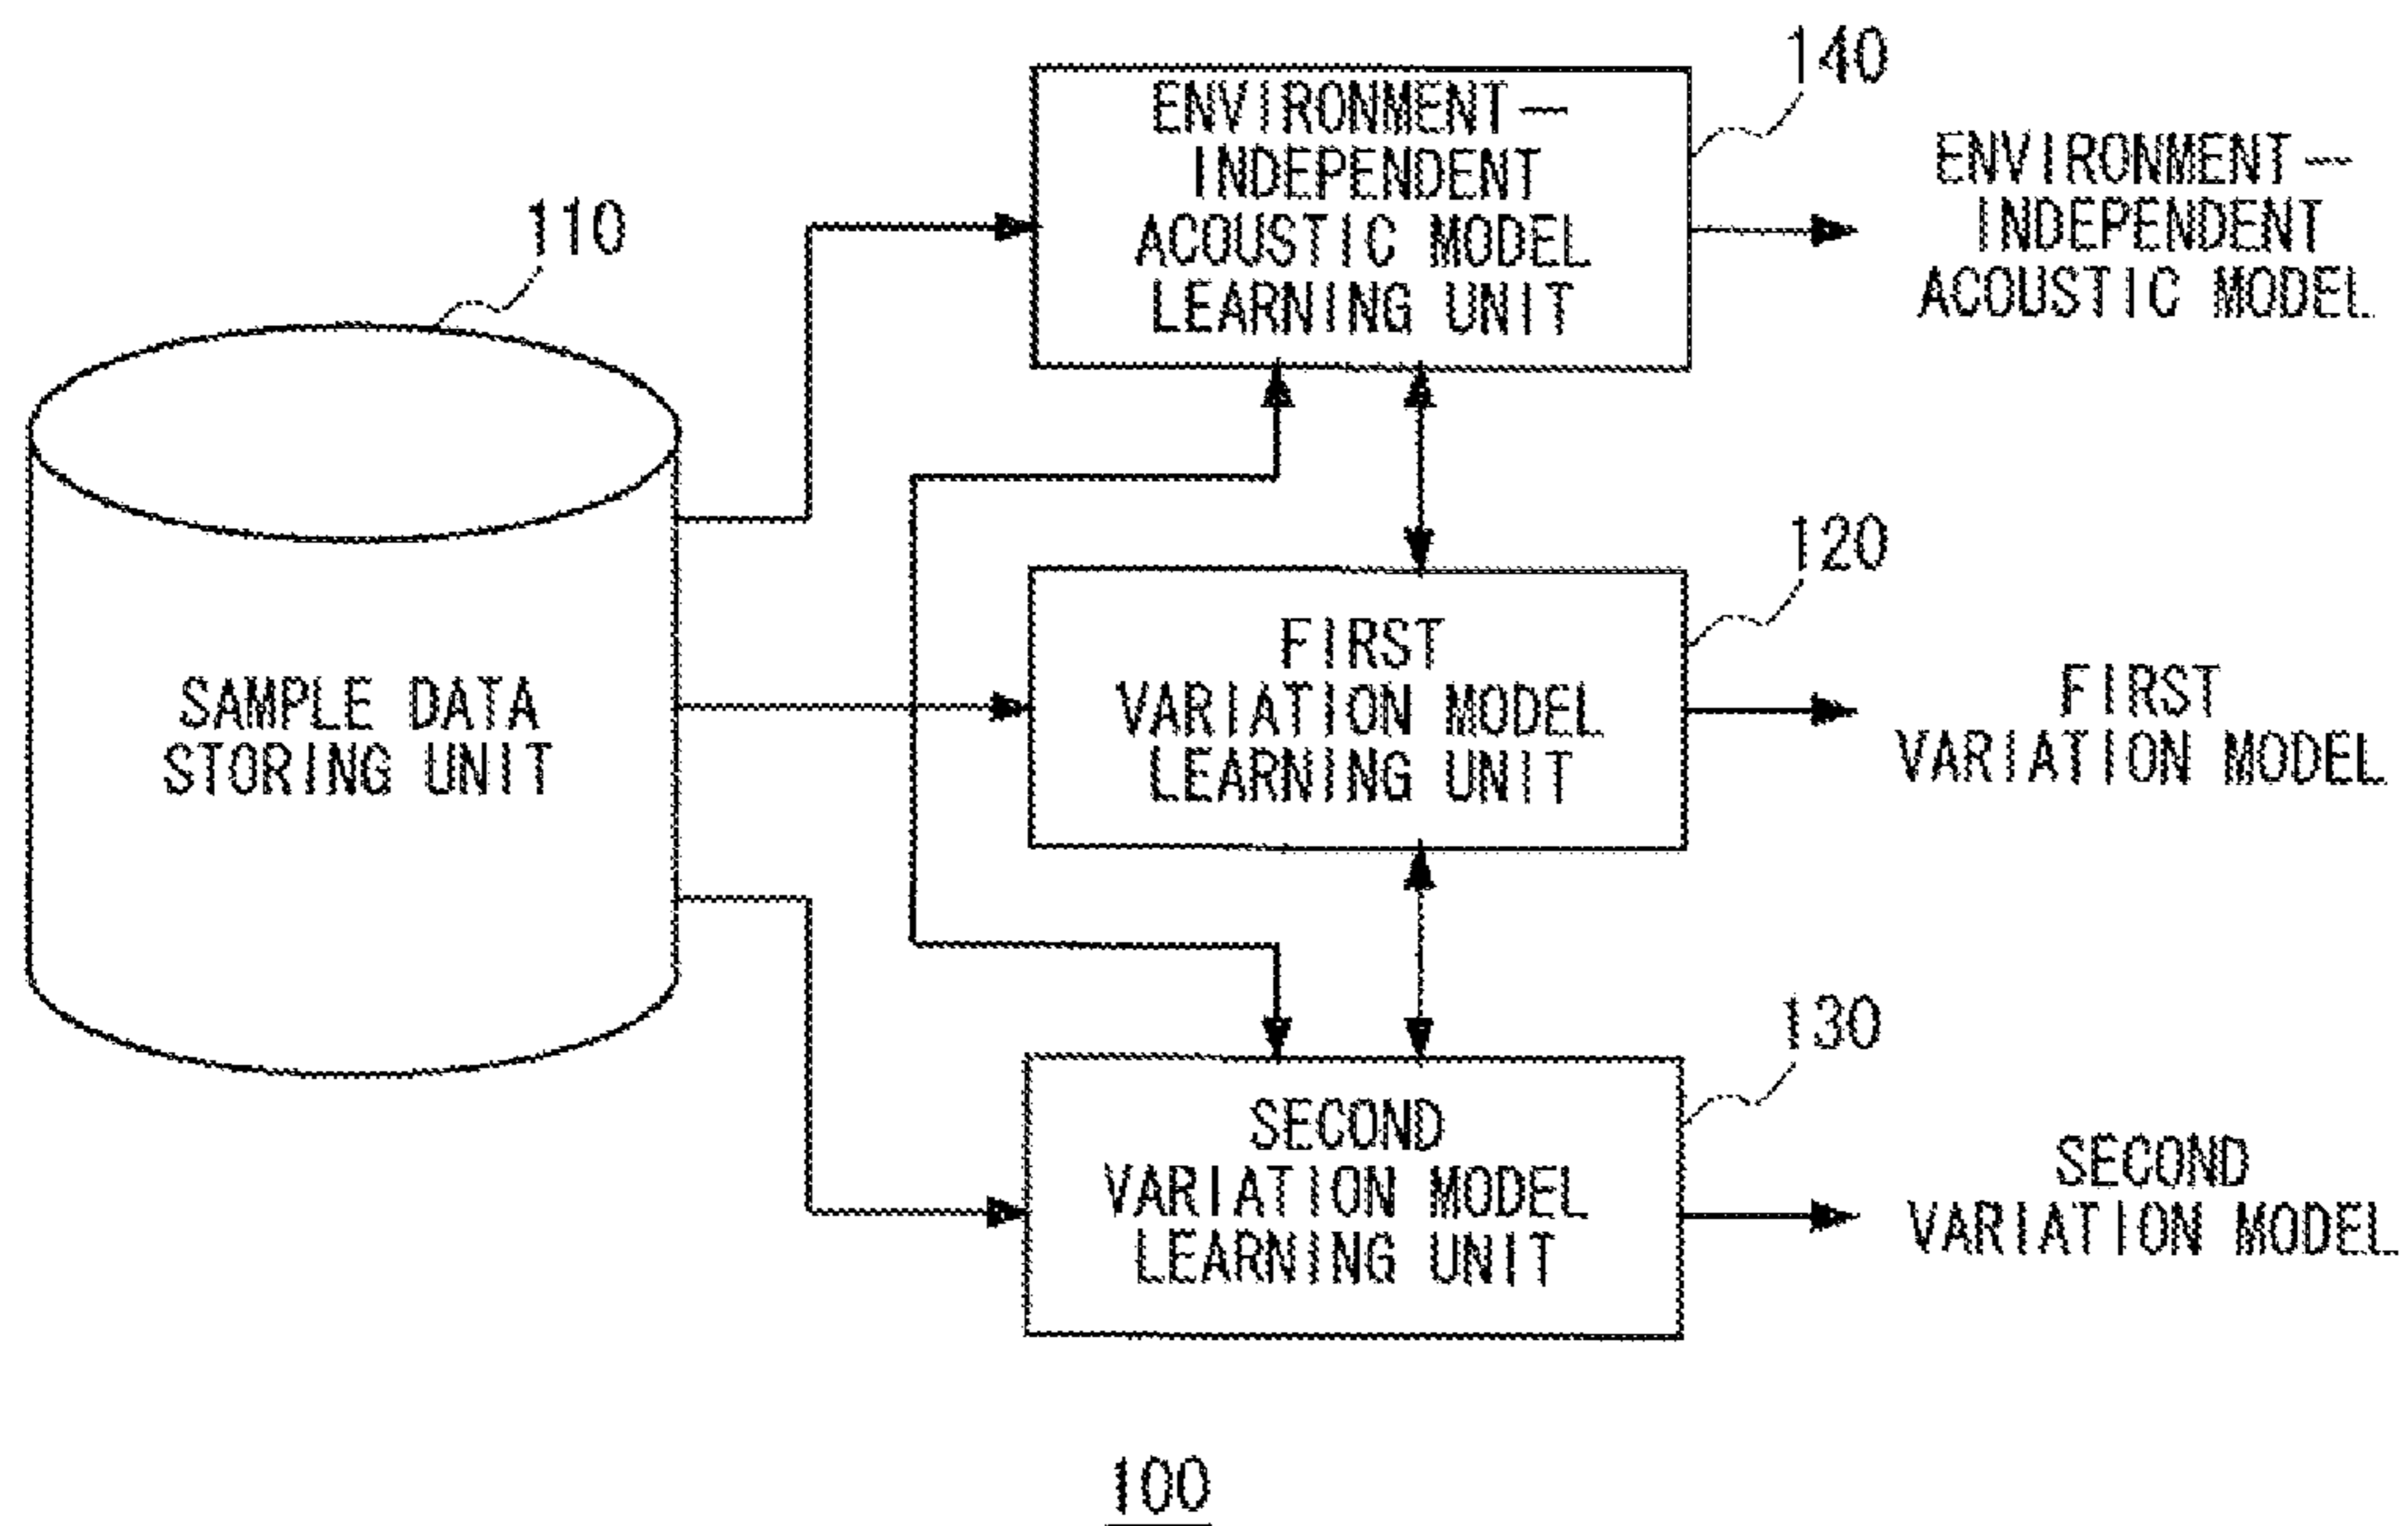 140
ENVIRONMENT—
INDEPENDENT
ACOUSTIC MODEL
LEARNING UNIT
ENVIRONMENT—
INDEPENDENT
ACOUSTIC MODEL
110
SAMPLE DATA
STORING UNIT
120
FIRST
VARIATION MODEL
LEARNING UNIT
FIRST
VARIATION MODEL
130
SECOND
VARIATION MODEL
LEARNING UNIT
SECOND
VARIATION MODEL
100